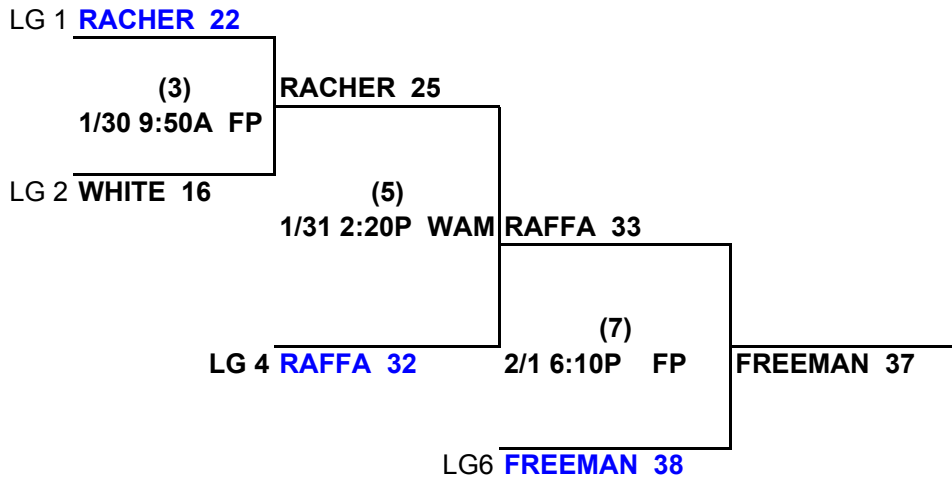 LG 1 RACHER 22
(3)
1/30 9:50A FP
RACHER 25
LG 2 WHITE 16
(5)
1/31 2:20P WAM
RAFFA 33
LG 4 RAFFA 32
(7)
2/1 6:10P FP
FREEMAN 37
LG6 FREEMAN 38